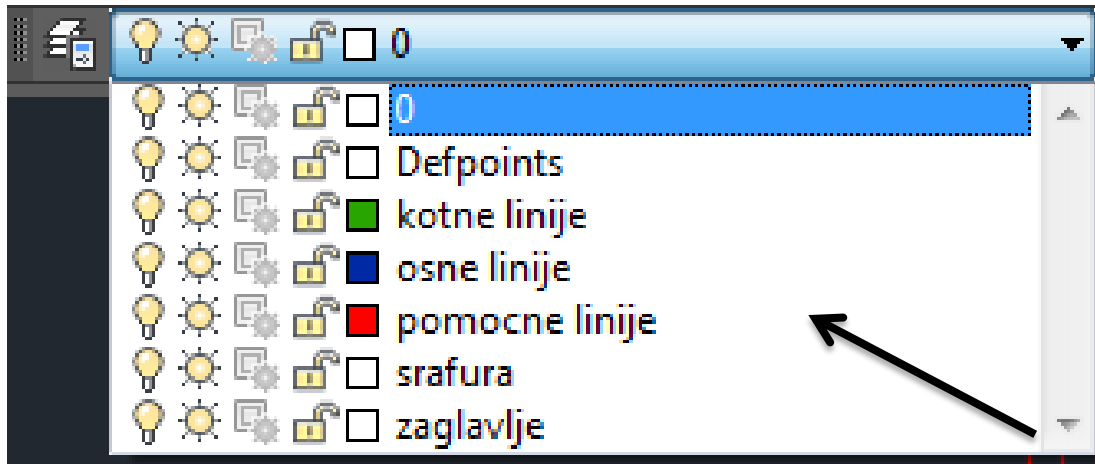 0
0
Defpoints
kotne linije
osne linije
pomocne linije
srafura
zaglavlje